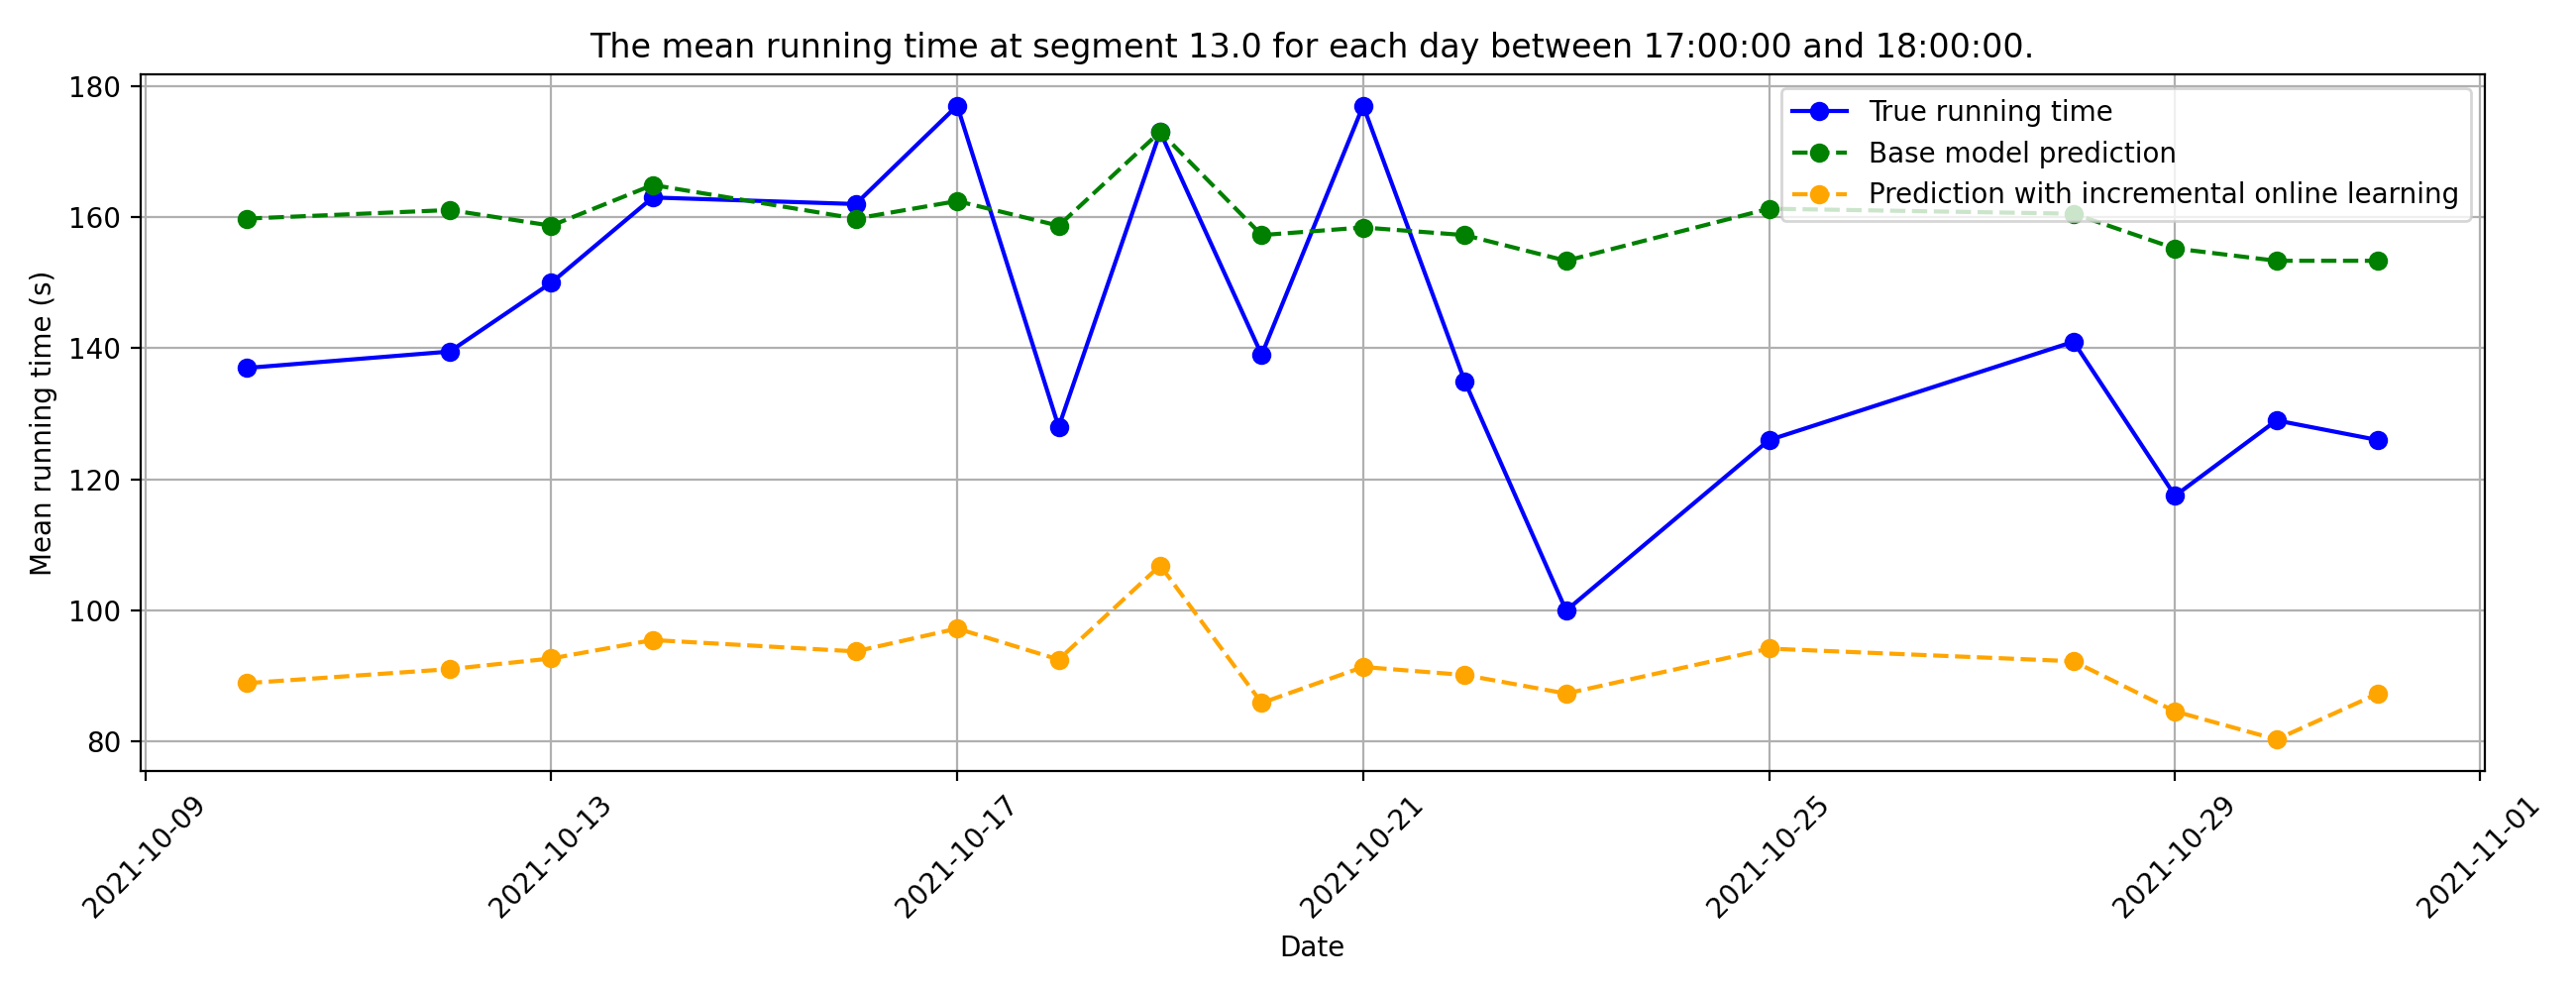 The mean running time at segment 13.0 for each day between 17:00:00 and 18:00:00.
180
160
140
120
100
80
Mean running time (s)
True running time
Base model prediction
Prediction with incremental online learning
2021-10-09
2021-10-13
2021-10-17
2021-10-21
2021-10-25
2021-10-29
2021-11-01
Date